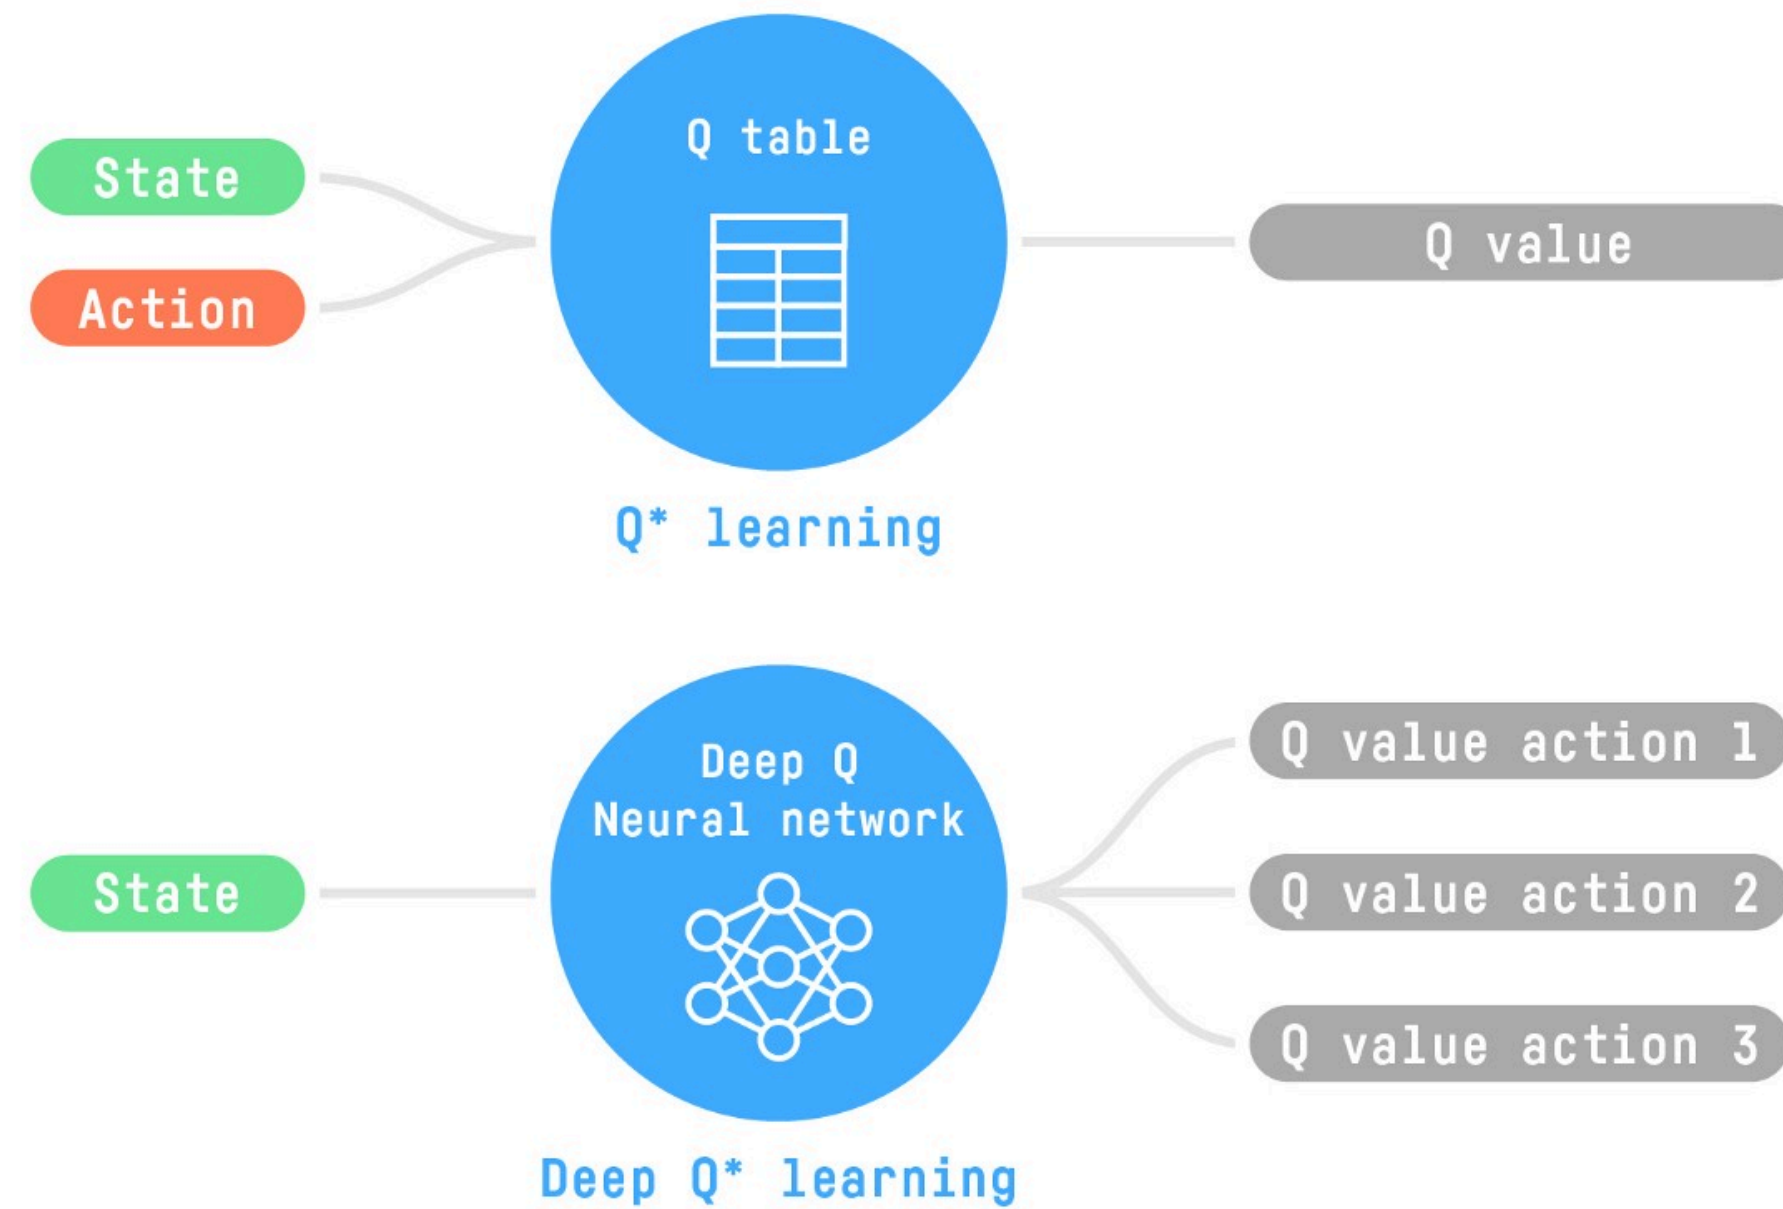 State
Action
Q table
Q value
Q* learning
State
Deep Q
Neural network
Q value action 1
Q value action 2
Q value action 3
Deep Q* learning